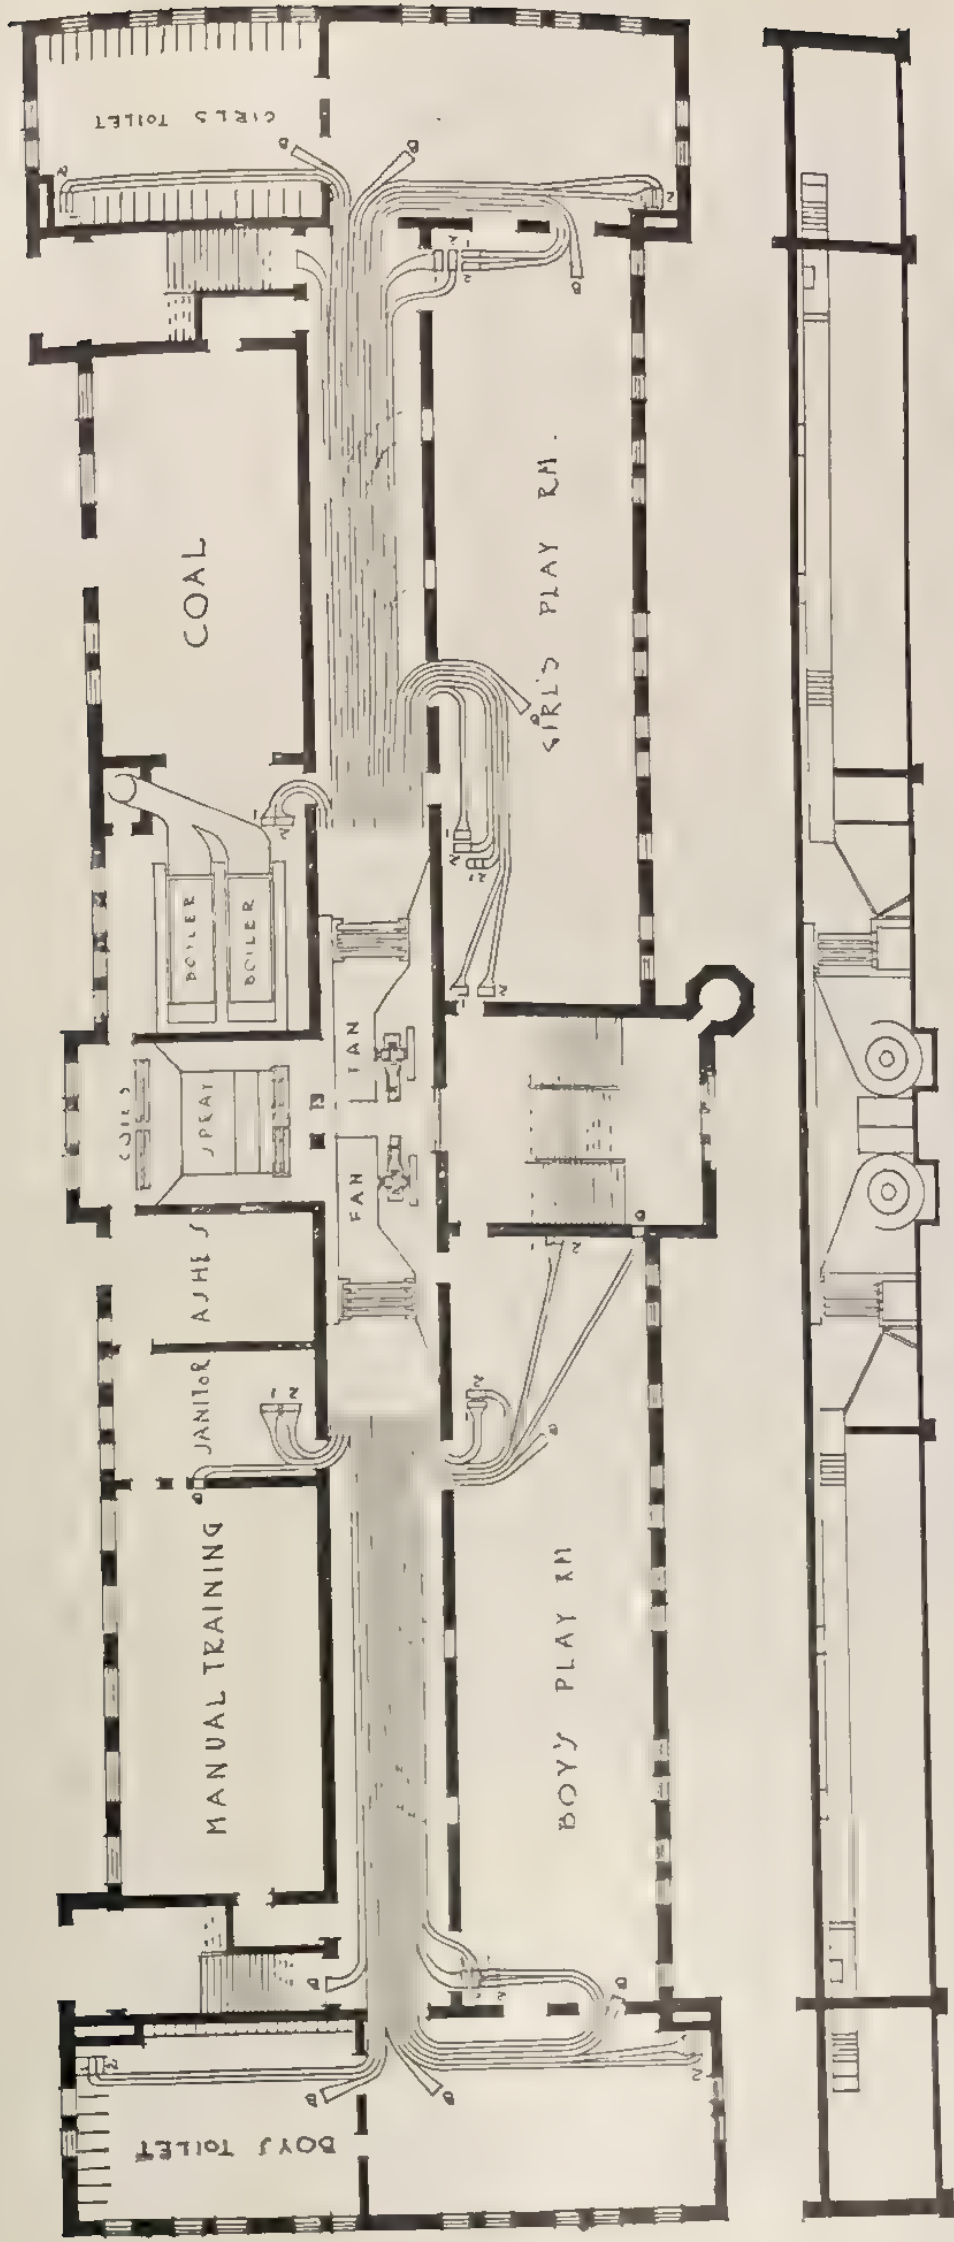 GIRLS TOILET
COAL
GIRL'S PLAY RM.
BOILER
BOILER
COILS
SPRAY
FAN
FAN
ASHES
JANITOR
MANUAL TRAINING
BOY'S PLAY RM
BOYS TOILET